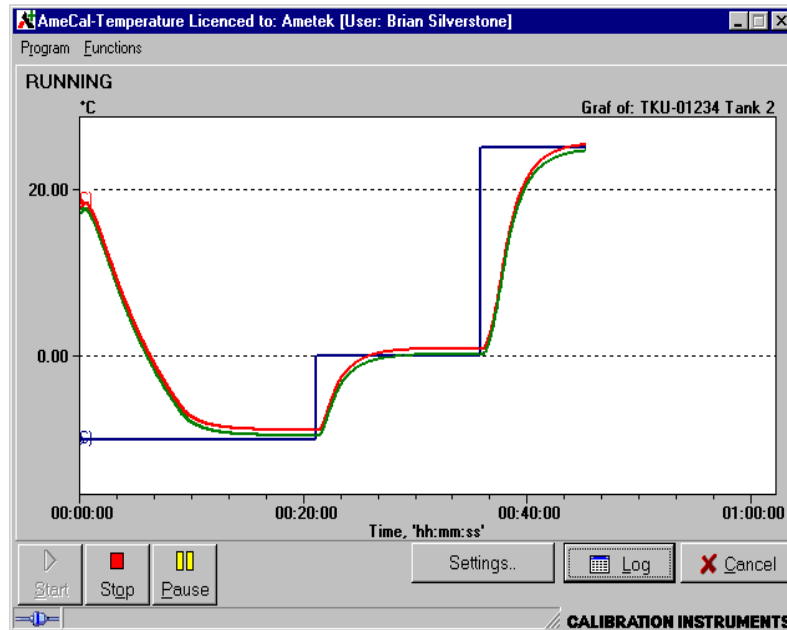 AmeCal-Temperature Licenced to: Ametek [User: Brian Silverstone]
Program Functions
RUNNING
°C Graf of: TKU-01234 Tank 2
20.00
0.00
00:00:00 00:20:00 00:40:00 01:00:00
Time, 'hh:mm:ss'
Start Stop Pause Settings.. Log Cancel
CALIBRATION INSTRUMENTS